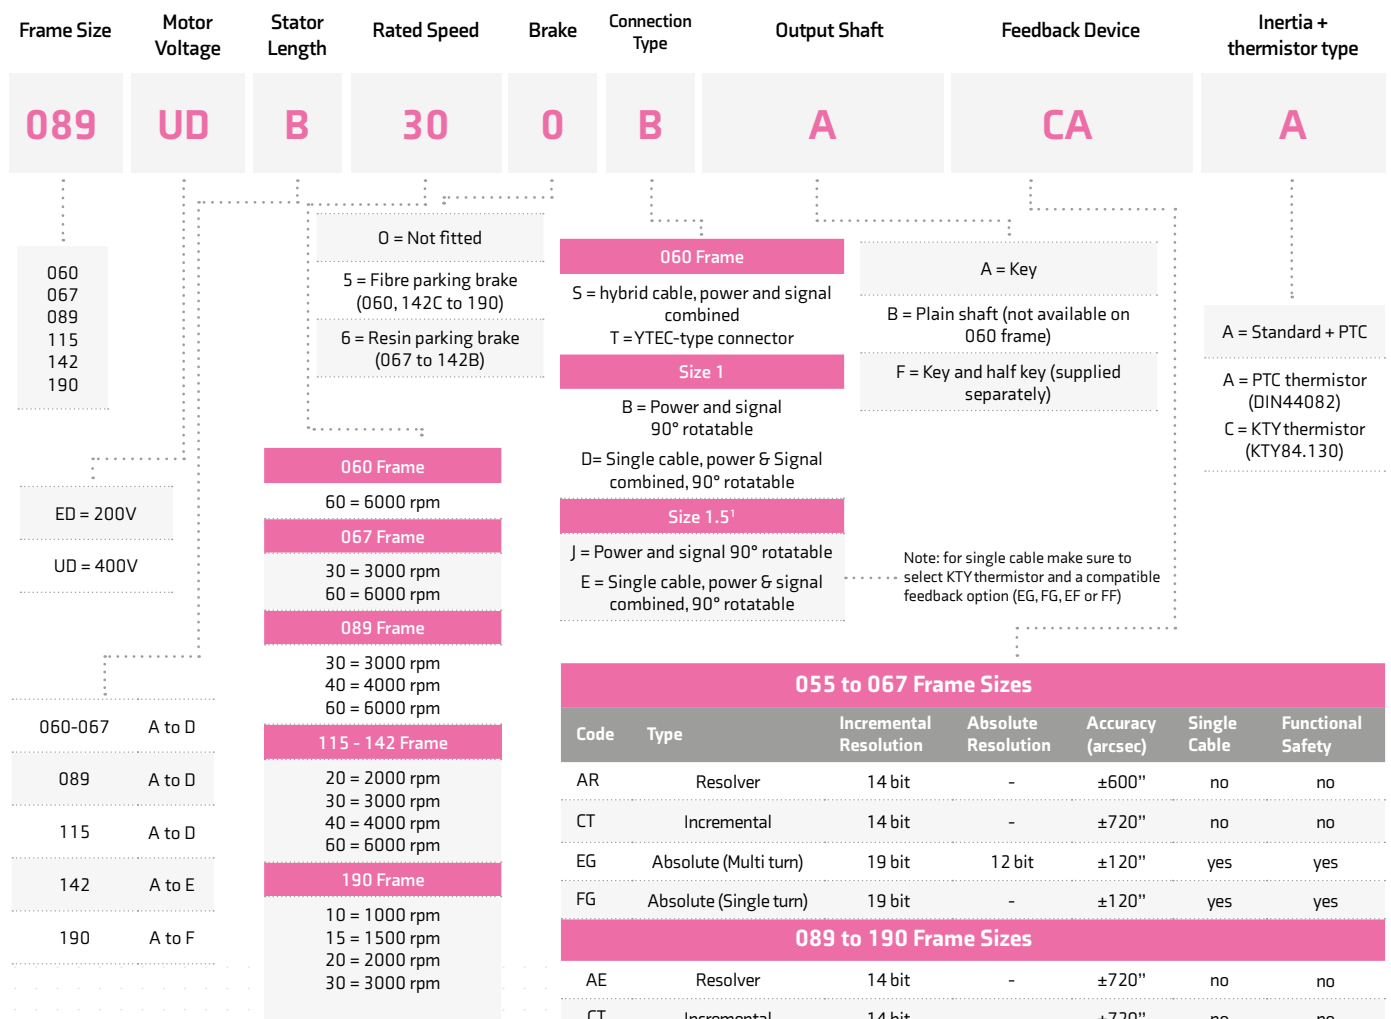 Frame Size
Motor
Voltage
Stator
Length
Rated Speed
Brake
Connection
Type
Output Shaft
Feedback Device
Inertia +
thermistor type
089
UD
B
30
0
B
A
CA
A
060
067
089
115
142
190
ED = 200V
UD = 400V
060-067 A to D
089 A to D
115 A to D
142 A to E
190 A to F
0 = Not fitted
5 = Fibre parking brake
(060, 142C to 190)
6 = Resin parking brake
(067 to 142B)
060 Frame
60 = 6000 rpm
067 Frame
30 = 3000 rpm
60 = 6000 rpm
089 Frame
30 = 3000 rpm
40 = 4000 rpm
60 = 6000 rpm
115 - 142 Frame
20 = 2000 rpm
30 = 3000 rpm
40 = 4000 rpm
60 = 6000 rpm
190 Frame
10 = 1000 rpm
15 = 1500 rpm
20 = 2000 rpm
30 = 3000 rpm
060 Frame
S = hybrid cable, power and signal
combined
T =YTEC-type connector
Size 1
B = Power and signal
90° rotatable
D= Single cable, power & Signal
combined, 90° rotatable
Size 1.5¹
J = Power and signal 90° rotatable
E = Single cable, power & signal
combined, 90° rotatable
A = Key
B = Plain shaft (not available on
060 frame)
F = Key and half key (supplied
separately)
Note: for single cable make sure to
select KTY thermistor and a compatible
feedback option (EG, FG, EF or FF)
A = Standard + PTC
A = PTC thermistor
(DIN44082)
C = KTY thermistor
(KTY84.130)
055 to 067 Frame Sizes
Code Type Incremental Resolution Absolute Resolution Accuracy (arcsec) Single Cable Functional Safety
AR Resolver 14 bit - ±600’’ no no
CT Incremental 14 bit - ±720’’ no no
EG Absolute (Multi turn) 19 bit 12 bit ±120’’ yes yes
FG Absolute (Single turn) 19 bit - ±120’’ yes yes
089 to 190 Frame Sizes
AE Resolver 14 bit - ±720’’ no no
CT Incremental 14 bit - ±720’’ no no